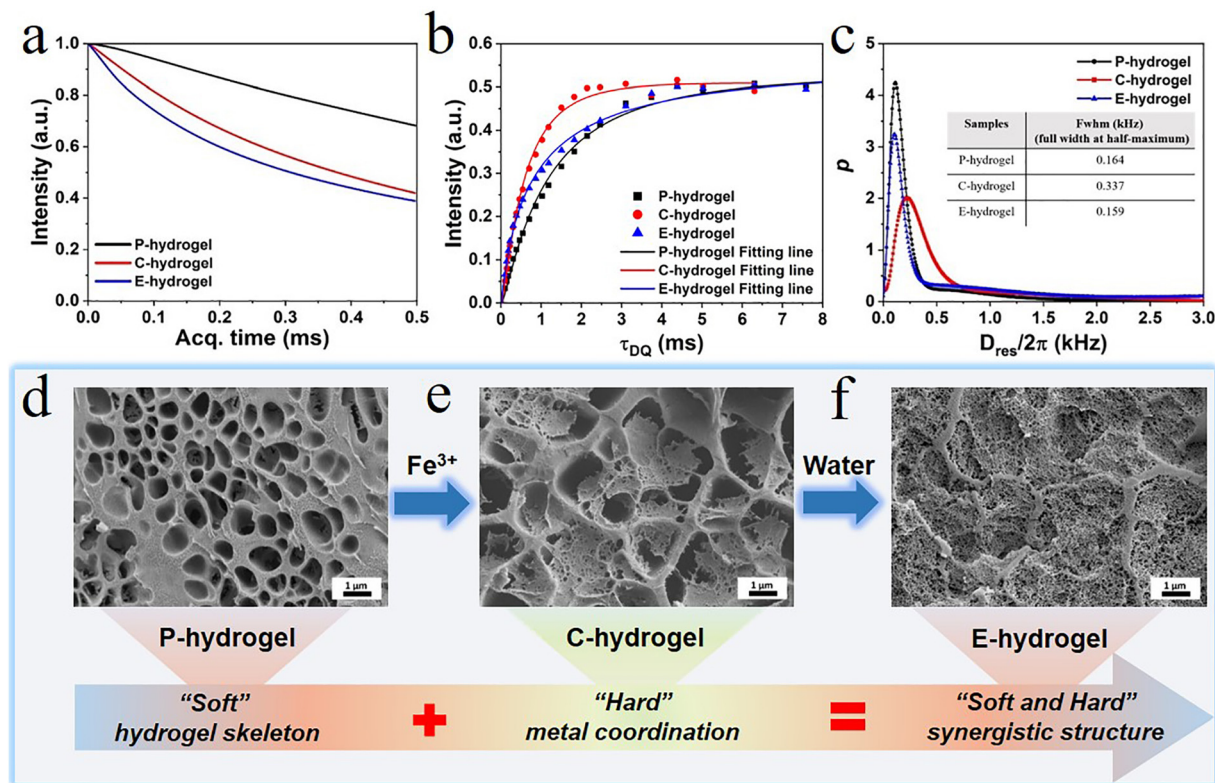 a
1.0
0.8
0.6
0.4
0.2
0.0
Intensity (a.u.)
P-hydrogel
C-hydrogel
E-hydrogel
0.0 0.1 0.2 0.3 0.4 0.5
Acq. time (ms)
b
0.6
0.5
0.4
0.3
0.2
0.1
0.0
Intensity (a.u.)
P-hydrogel
C-hydrogel
E-hydrogel
P-hydrogel Fitting line
C-hydrogel Fitting line
E-hydrogel Fitting line
0 1 2 3 4 5 6 7 8
τDQ (ms)
c
5
4
3
2
1
0
p
P-hydrogel
C-hydrogel
E-hydrogel
Samples Fwhm (kHz)
(full width at half-maximum)
P-hydrogel 0.164
C-hydrogel 0.337
E-hydrogel 0.159
0.0 0.5 1.0 1.5 2.0 2.5 3.0
Dres/2π (kHz)
d
1 μm
P-hydrogel
Fe³⁺
e
1 μm
C-hydrogel
Water
f
1 μm
E-hydrogel
“Soft”
hydrogel skeleton
+
“Hard”
metal coordination
=
“Soft and Hard”
synergistic structure